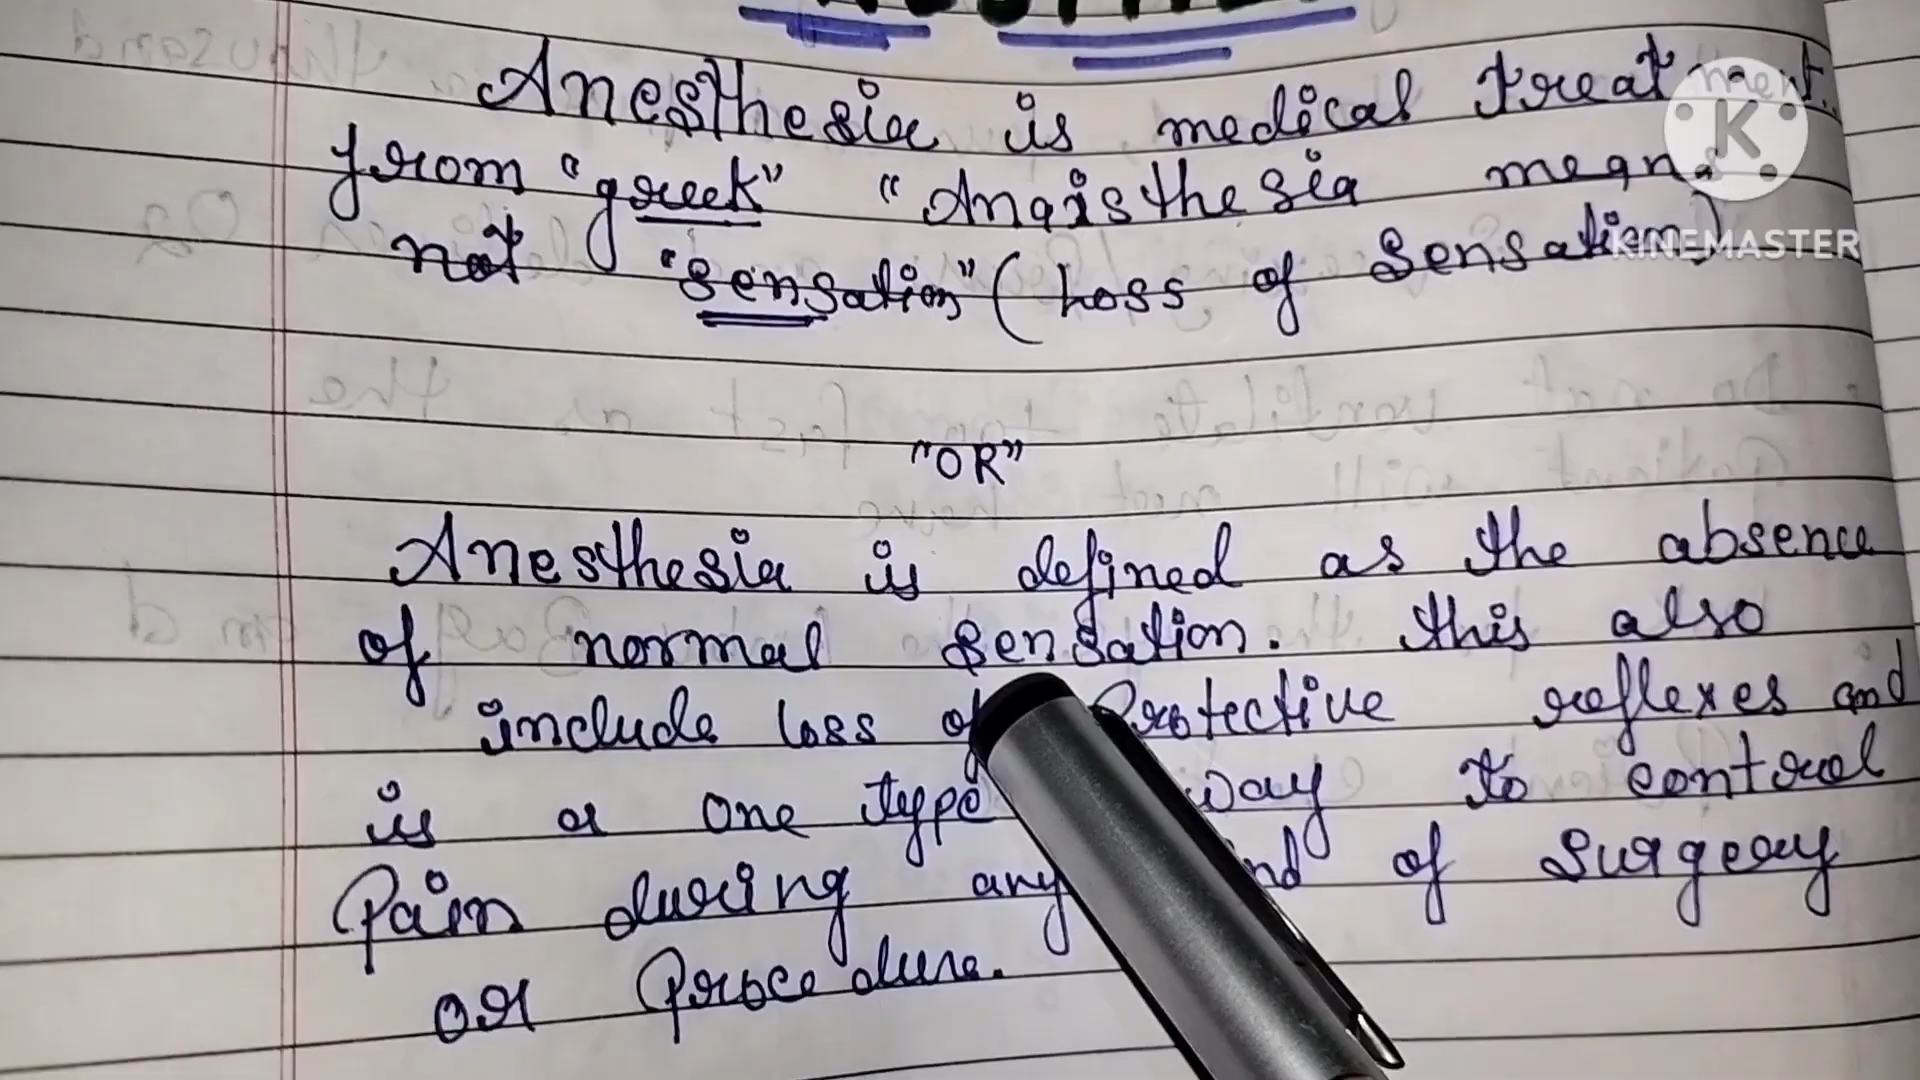 Anesthesia is medical treatment
from "greek" "Anaisthesia means
not "sensation" (Loss of Sensation)
"OR"
Anesthesia is defined as the absence
of normal sensation. this also
include loss of Protective reflexes and
is a one type way to control
Pain during any of surgery
or Procedure.
K
KINEMASTER